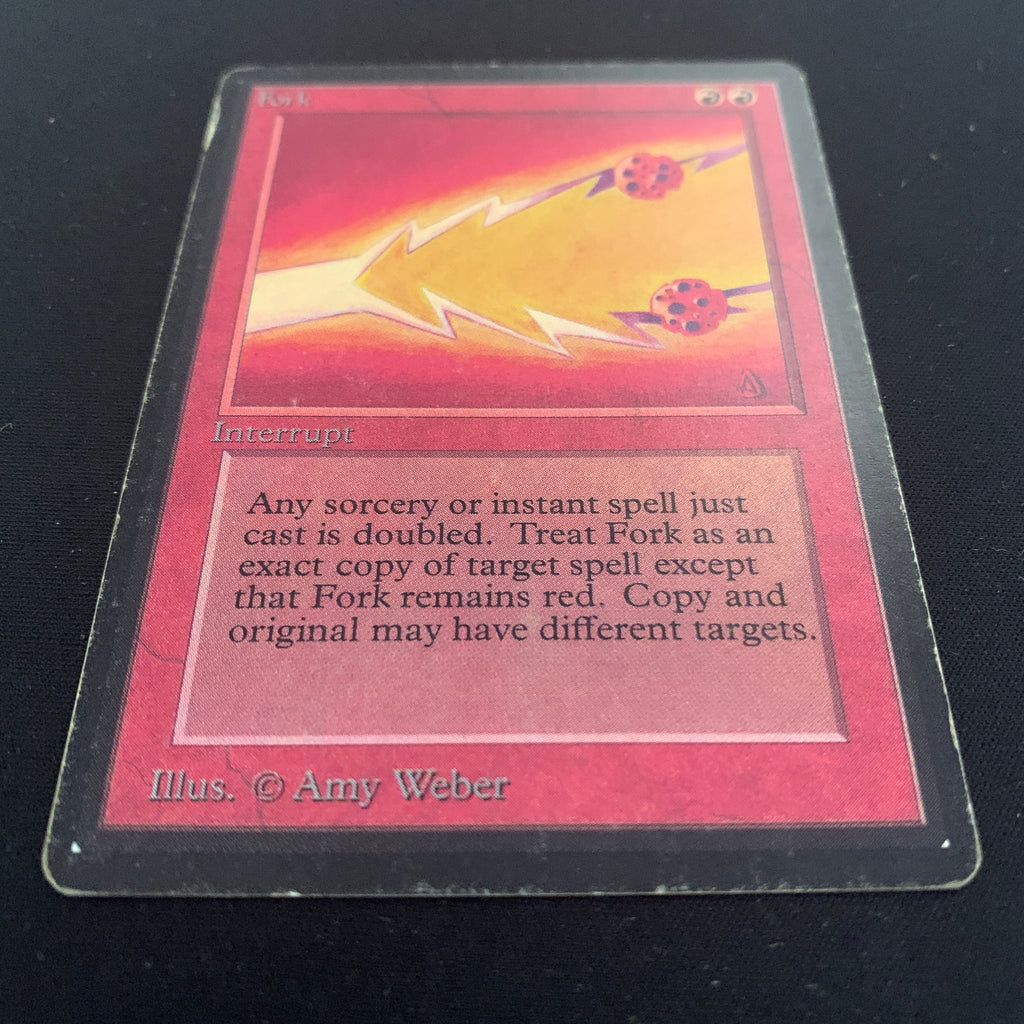 Fork
Interrupt
Any sorcery or instant spell just
cast is doubled. Treat Fork as an
exact copy of target spell except
that Fork remains red. Copy and
original may have different targets.
Illus. © Amy Weber